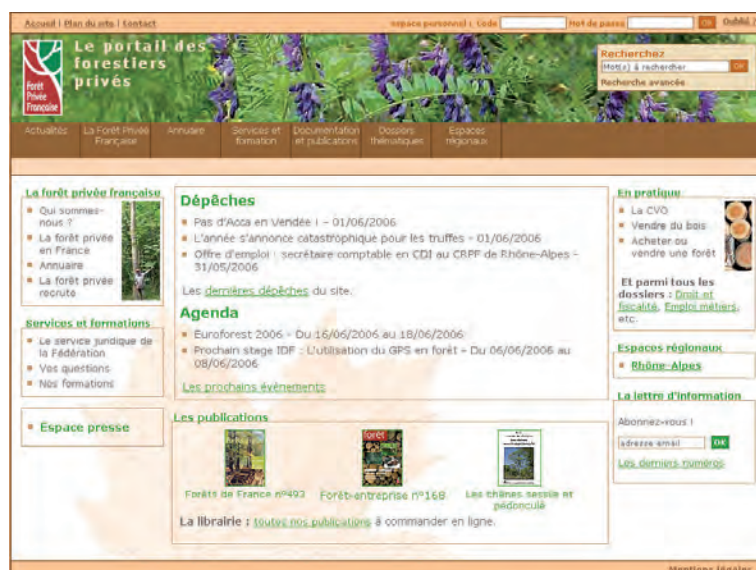 Accueil | Plan du site | Contact
espace personnel : Code
Mot de passe
OK
Oublié ?
Forêt
Privée
Française
Le portail des
forestiers
privés
Recherchez
Mot(s) à rechercher
OK
Recherche avancée
Actualités
La Forêt Privée
Française
Annuaire
Services et
formation
Documentation
et publications
Dossiers
thématiques
Espaces
régionaux
La forêt privée française
Qui sommes-
nous ?
La forêt privée
en France
Annuaire
La forêt privée
recrute
Services et formations
Le service juridique de
la Fédération
Vos questions
Nos formations
Espace presse
Dépêches
Pas d'Acca en Vendée ! - 01/06/2006
L'année s'annonce catastrophique pour les truffes - 01/06/2006
Offre d'emploi : secrétaire comptable en CDI au CRPF de Rhône-Alpes -
31/05/2006
Les dernières dépêches du site.
Agenda
Euroforest 2006 - Du 16/06/2006 au 18/06/2006
Prochain stage IDF : L'utilisation du GPS en forêt - Du 06/06/2006 au
08/06/2006
Les prochains évènements
Les publications
Forêts de France n°493
forêt
Forêt-entreprise n°168
Les chênes sessile et
pédonculé
La librairie : toutes nos publications à commander en ligne.
En pratique
La CVO
Vendre du bois
Acheter ou
vendre une forêt
Et parmi tous les
dossiers : Droit et
fiscalité, Emploi métiers,
etc.
Espaces régionaux
Rhône-Alpes
La lettre d'information
Abonnez-vous !
adresse email
OK
Les derniers numéros
Mentions légales